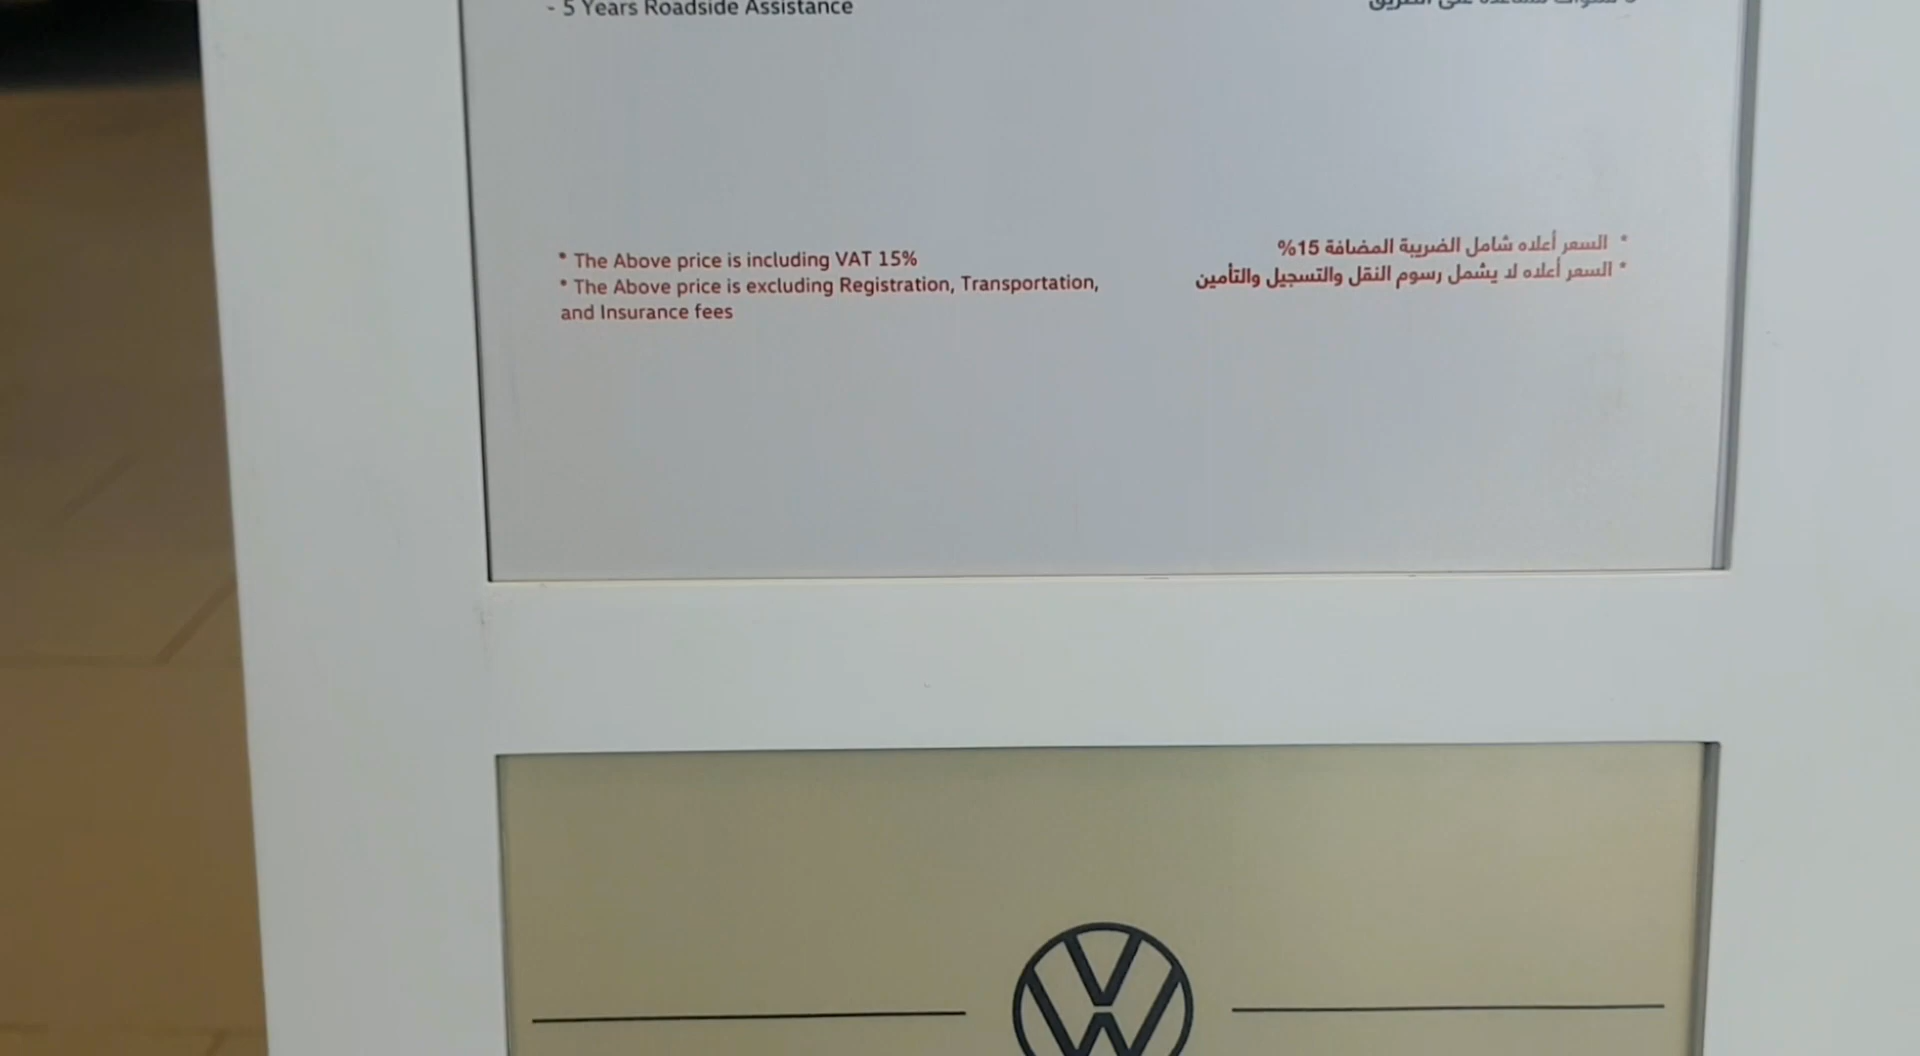 - 5 Years Roadside Assistance
* The Above price is including VAT 15%
* The Above price is excluding Registration, Transportation,
and Insurance fees
* السعر أعلاه شامل الضريبة المضافة 15%
* السعر أعلاه لا يشمل رسوم النقل والتسجيل والتأمين